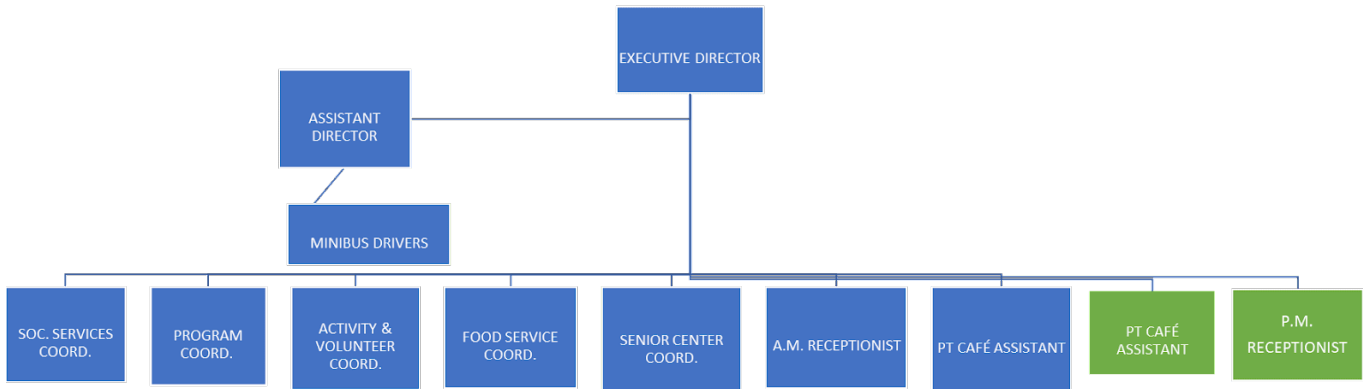 EXECUTIVE DIRECTOR
ASSISTANT
DIRECTOR
MINIBUS DRIVERS
SOC. SERVICES
COORD.
PROGRAM
COORD.
ACTIVITY &
VOLUNTEER
COORD.
FOOD SERVICE
COORD.
SENIOR CENTER
COORD.
A.M. RECEPTIONIST
PT CAFÉ ASSISTANT
PT CAFÉ
ASSISTANT
P.M.
RECEPTIONIST